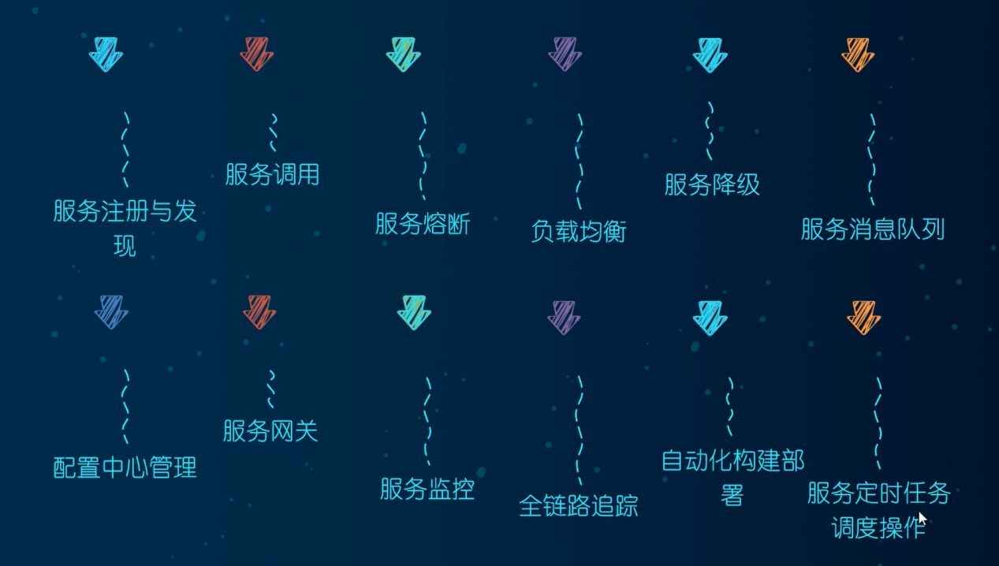 服务注册与发
现
服务调用
服务熔断
负载均衡
服务降级
服务消息队列
配置中心管理
服务网关
服务监控
全链路追踪
自动化构建部
署
服务定时任务
调度操作